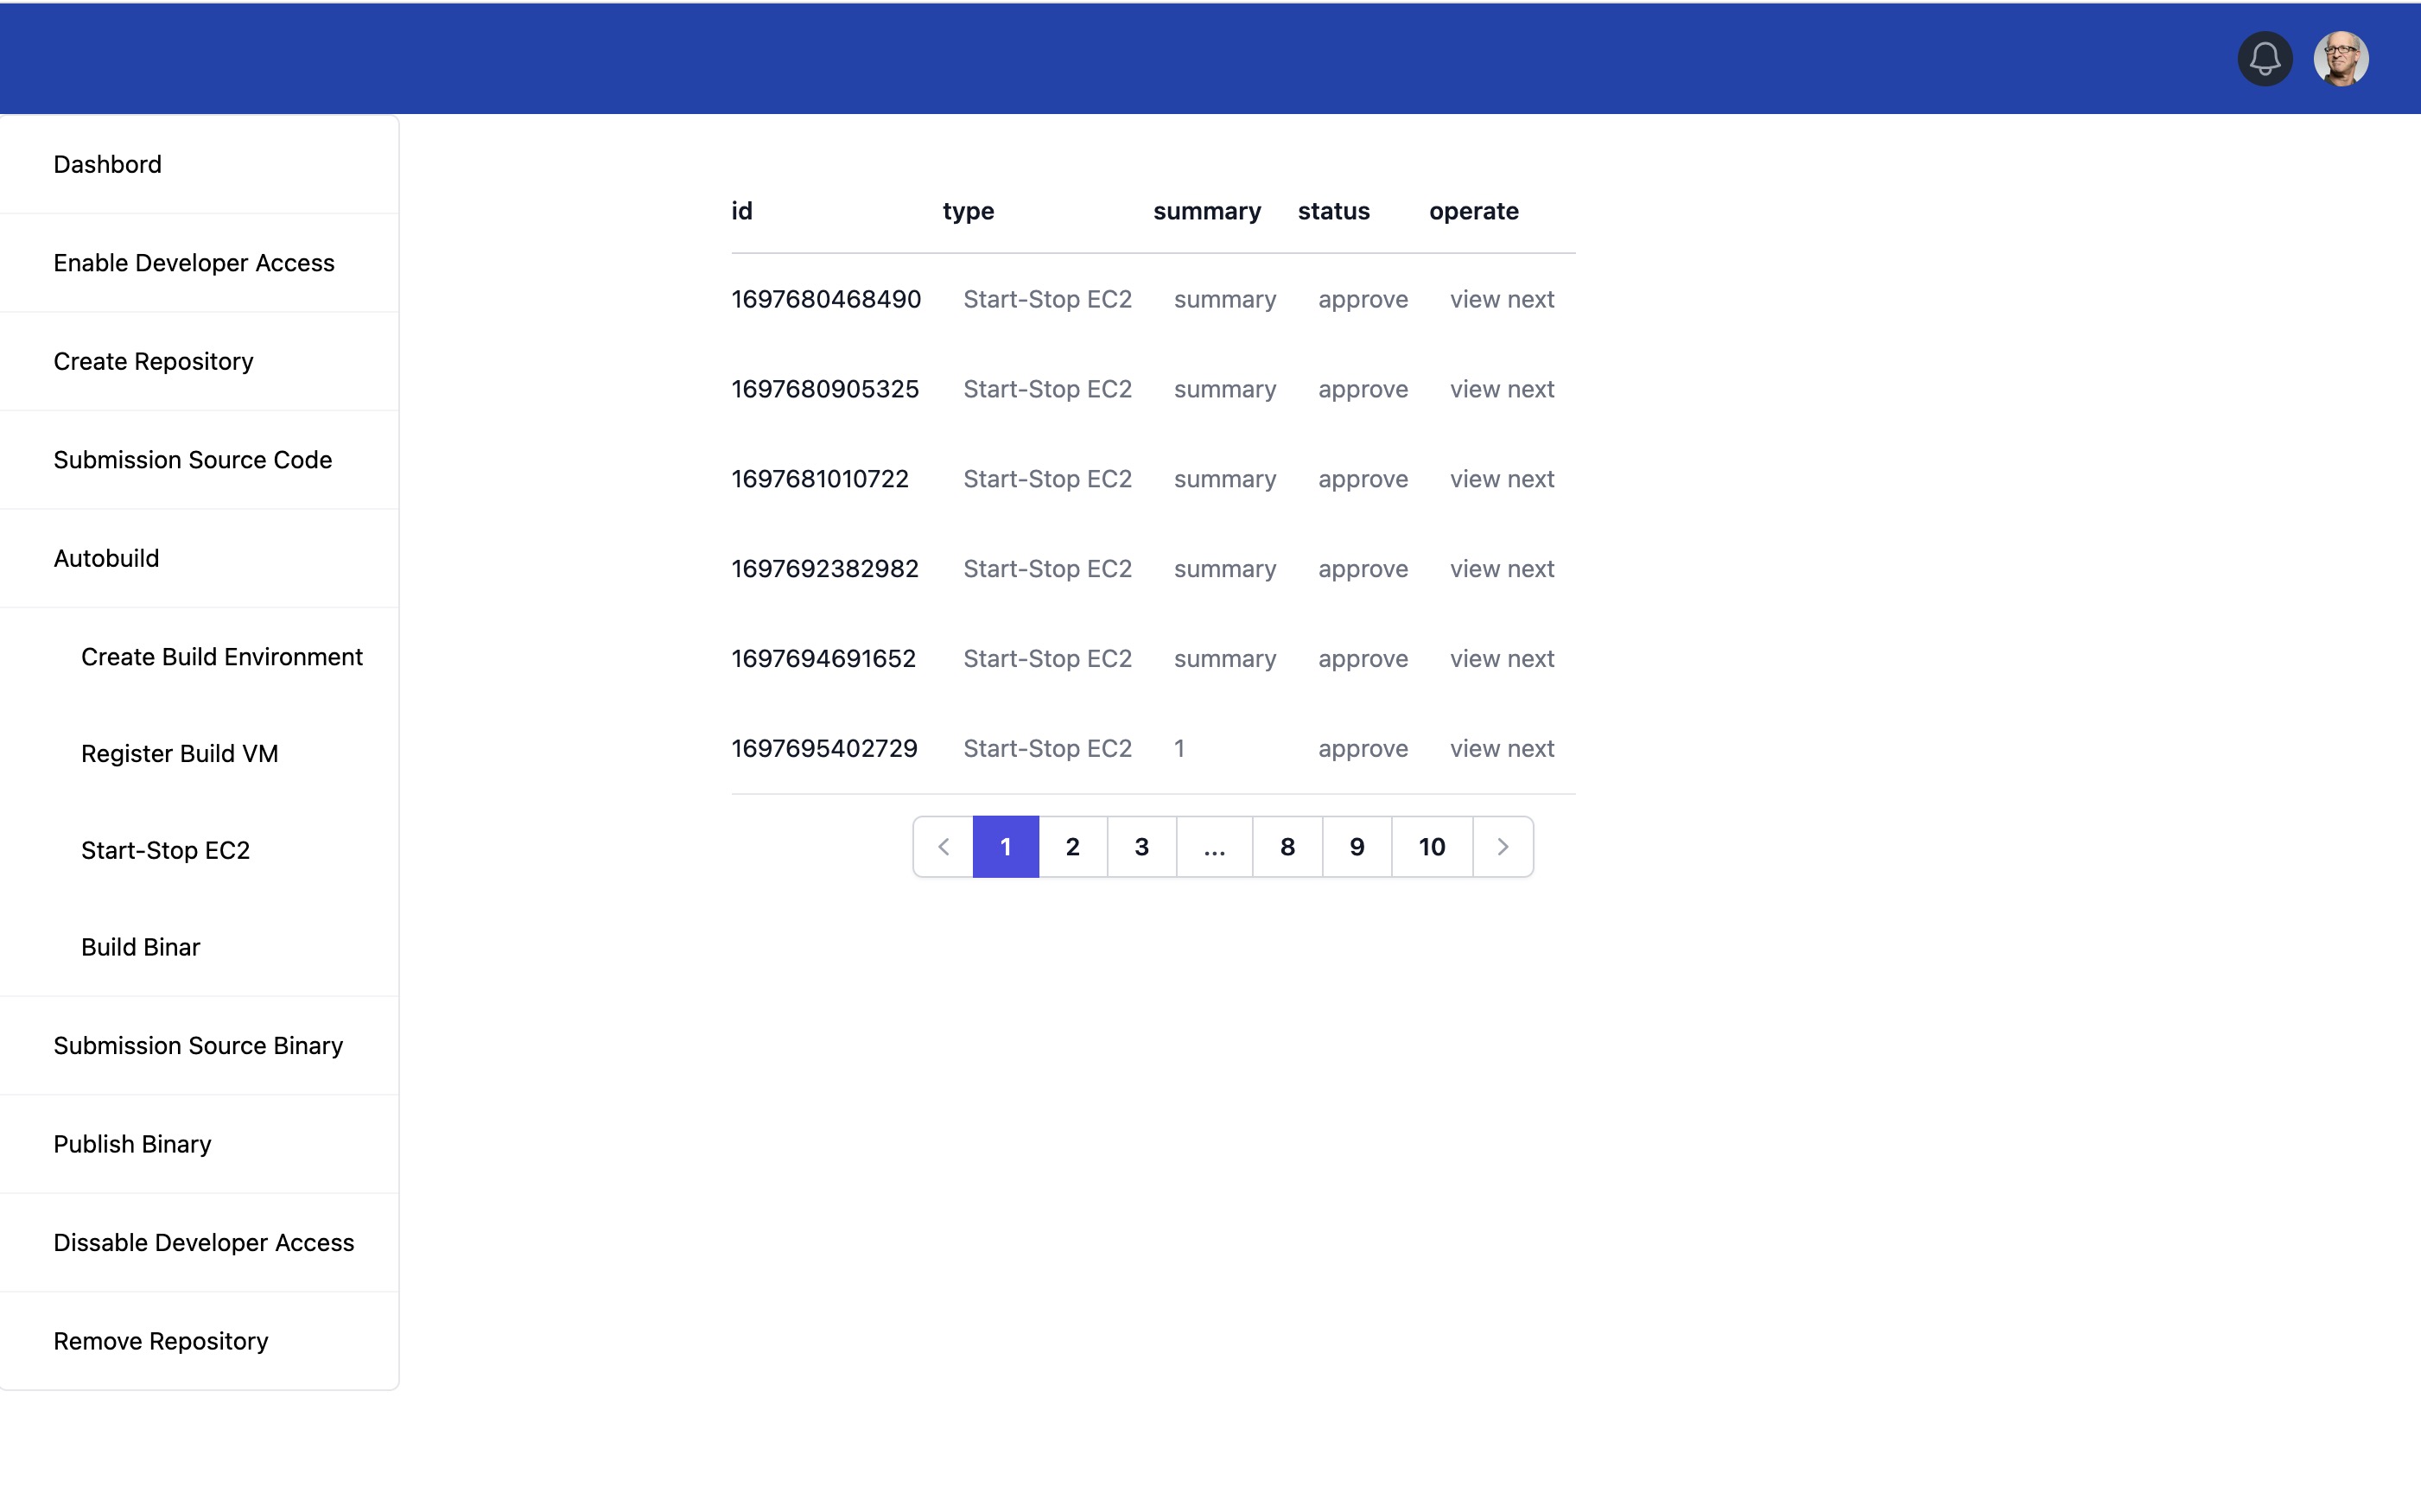 Dashbord
Enable Developer Access
Create Repository
Submission Source Code
Autobuild
Create Build Environment
Register Build VM
Start-Stop EC2
Build Binar
Submission Source Binary
Publish Binary
Dissable Developer Access
Remove Repository
id type summary status operate
1697680468490 Start-Stop EC2 summary approve view next
1697680905325 Start-Stop EC2 summary approve view next
1697681010722 Start-Stop EC2 summary approve view next
1697692382982 Start-Stop EC2 summary approve view next
1697694691652 Start-Stop EC2 summary approve view next
1697695402729 Start-Stop EC2 1 approve view next
1 2 3 ... 8 9 10